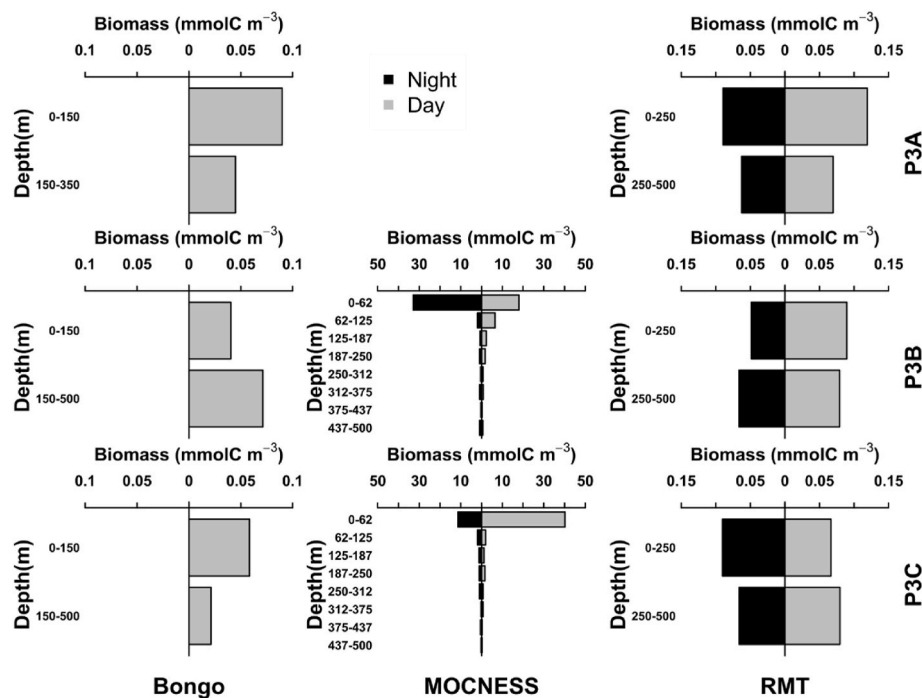 Biomass (mmolC m⁻³)
0.1 0.05 0 0.05 0.1
Depth(m)
0-150
150-350
Night
Day
Biomass (mmolC m⁻³)
0.15 0.05 0 0.05 0.15
Depth(m)
0-250
250-500
P3A
Biomass (mmolC m⁻³)
0.1 0.05 0 0.05 0.1
Depth(m)
0-150
150-500
Biomass (mmolC m⁻³)
50 30 10 10 30 50
Depth(m)
0-62
62-125
125-187
187-250
250-312
312-375
375-437
437-500
Biomass (mmolC m⁻³)
0.15 0.05 0 0.05 0.15
Depth(m)
0-250
250-500
P3B
Biomass (mmolC m⁻³)
0.1 0.05 0 0.05 0.1
Depth(m)
0-150
150-500
Biomass (mmolC m⁻³)
50 30 10 10 30 50
Depth(m)
0-62
62-125
125-187
187-250
250-312
312-375
375-437
437-500
Biomass (mmolC m⁻³)
0.15 0.05 0 0.05 0.15
Depth(m)
0-250
250-500
P3C
Bongo
MOCNESS
RMT